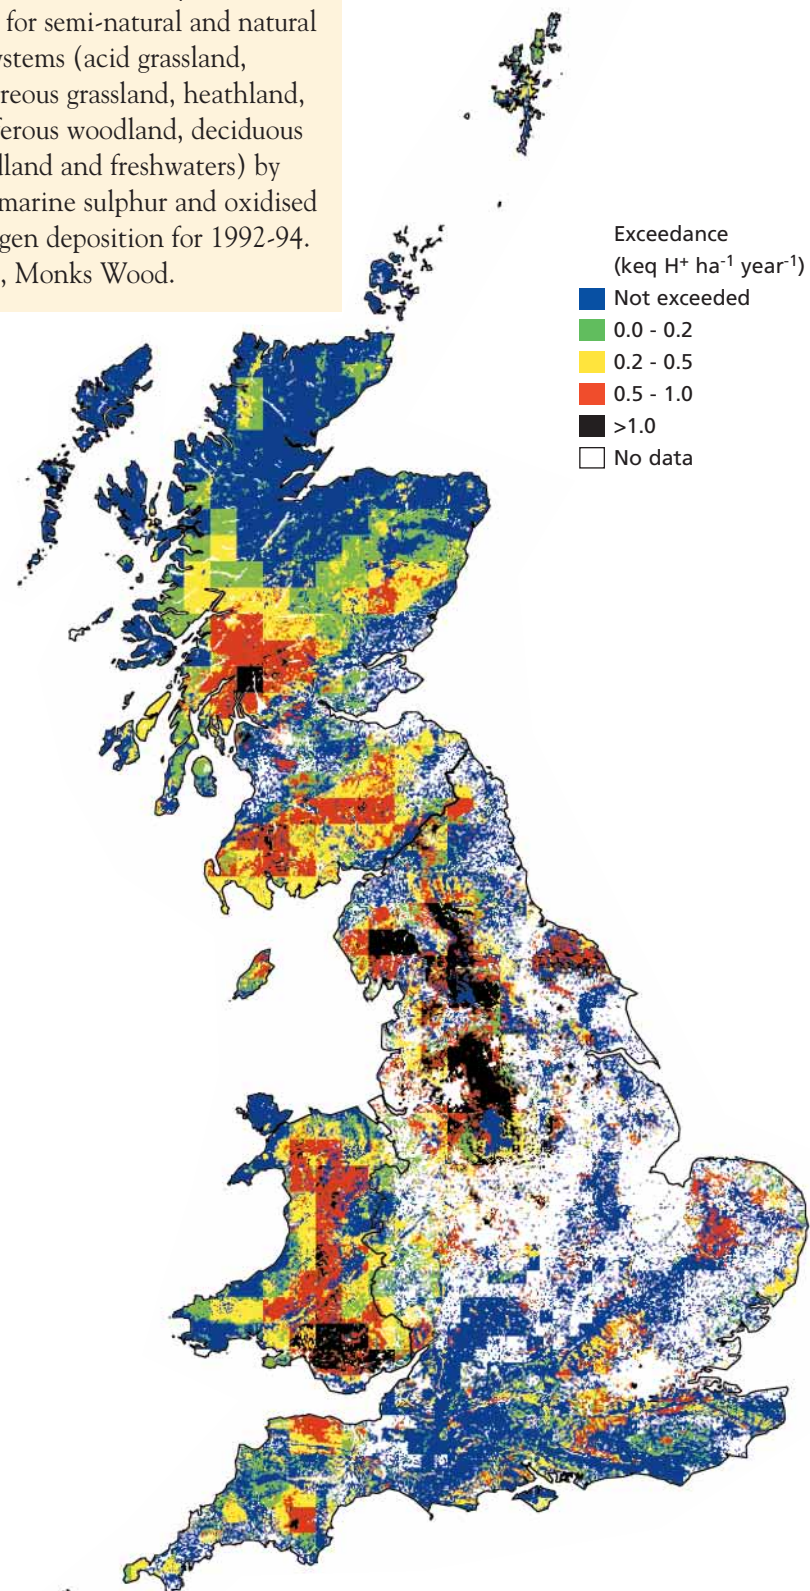 for semi-natural and natural
ystems (acid grassland,
reous grassland, heathland,
ferous woodland, deciduous
lland and freshwaters) by
marine sulphur and oxidised
gen deposition for 1992-94.
, Monks Wood.
Exceedance
(keq H⁺ ha⁻¹ year⁻¹)
Not exceeded
0.0 - 0.2
0.2 - 0.5
0.5 - 1.0
>1.0
No data